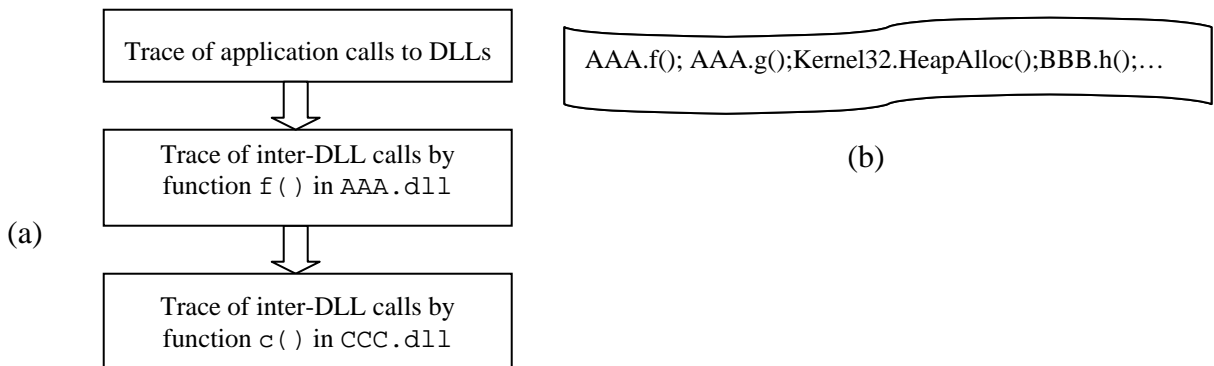 Trace of application calls to DLLs
Trace of inter-DLL calls by
function f() in AAA.dll
(a)
Trace of inter-DLL calls by
function c() in CCC.dll
AAA.f(); AAA.g();Kernel32.HeapAlloc();BBB.h();…
(b)